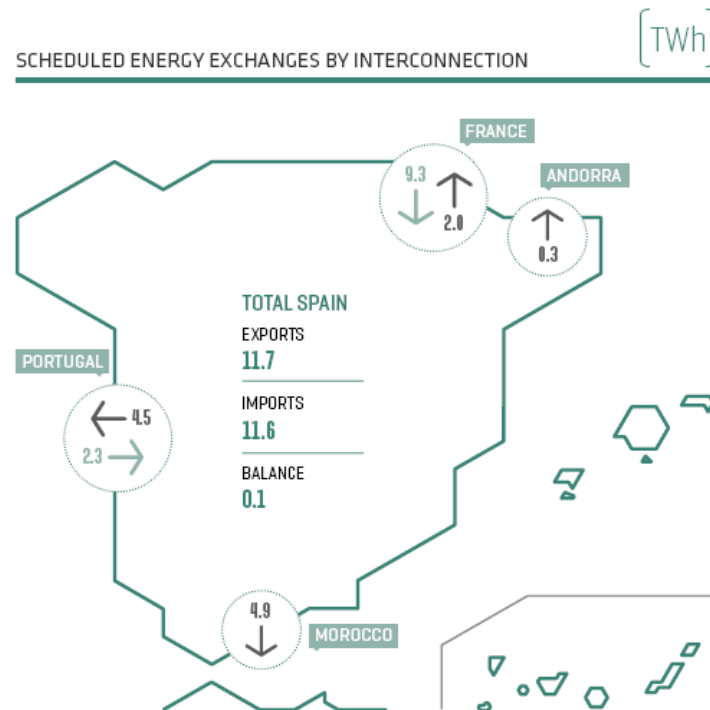 [TWh]
SCHEDULED ENERGY EXCHANGES BY INTERCONNECTION
FRANCE
9.3
2.0
ANDORRA
0.3
TOTAL SPAIN
EXPORTS
11.7
IMPORTS
11.6
BALANCE
0.1
PORTUGAL
4.5
2.3
4.9
MOROCCO